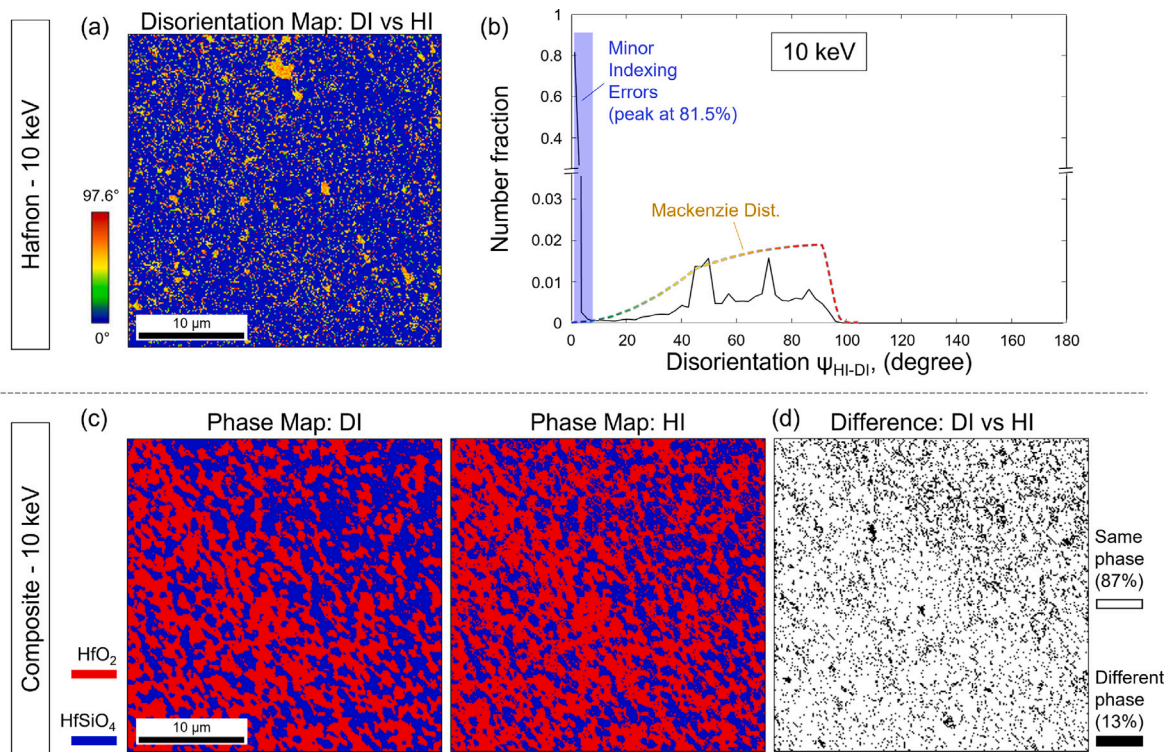 Hafnon - 10 keV
(a)
Disorientation Map: DI vs HI
97.6°
0°
10 µm
(b)
10 keV
Minor
Indexing
Errors
(peak at 81.5%)
Mackenzie Dist.
Number fraction
1
0.8
0.6
0.4
0.03
0.02
0.01
0
0 20 40 60 80 100 120 140 160 180
Disorientation ψHI-DI, (degree)
Composite - 10 keV
(c)
Phase Map: DI
Phase Map: HI
HfO2
HfSiO4
10 µm
(d)
Difference: DI vs HI
Same
phase
(87%)
Different
phase
(13%)